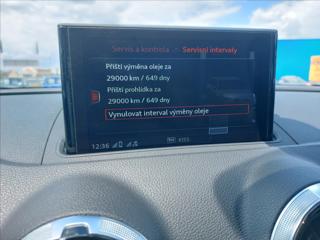 Servis a kontrola Servisní intervaly
Příští výměna oleje za
29000 km / 649 dny
Příští prohlídka za
29000 km / 649 dny
Vynulovat interval výměny oleje
12:36